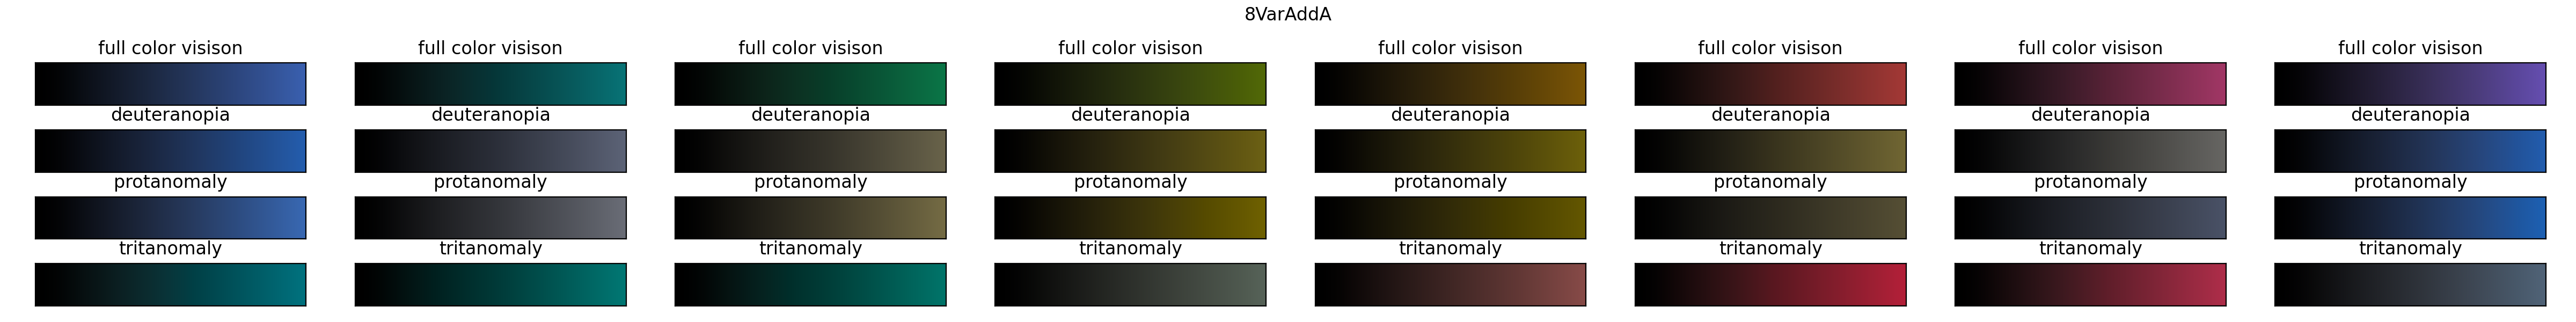 8VarAddA
full color visison full color visison full color visison full color visison full color visison full color visison full color visison full color visison
deuteranopia deuteranopia deuteranopia deuteranopia deuteranopia deuteranopia deuteranopia deuteranopia
protanomaly protanomaly protanomaly protanomaly protanomaly protanomaly protanomaly protanomaly
tritanomaly tritanomaly tritanomaly tritanomaly tritanomaly tritanomaly tritanomaly tritanomaly